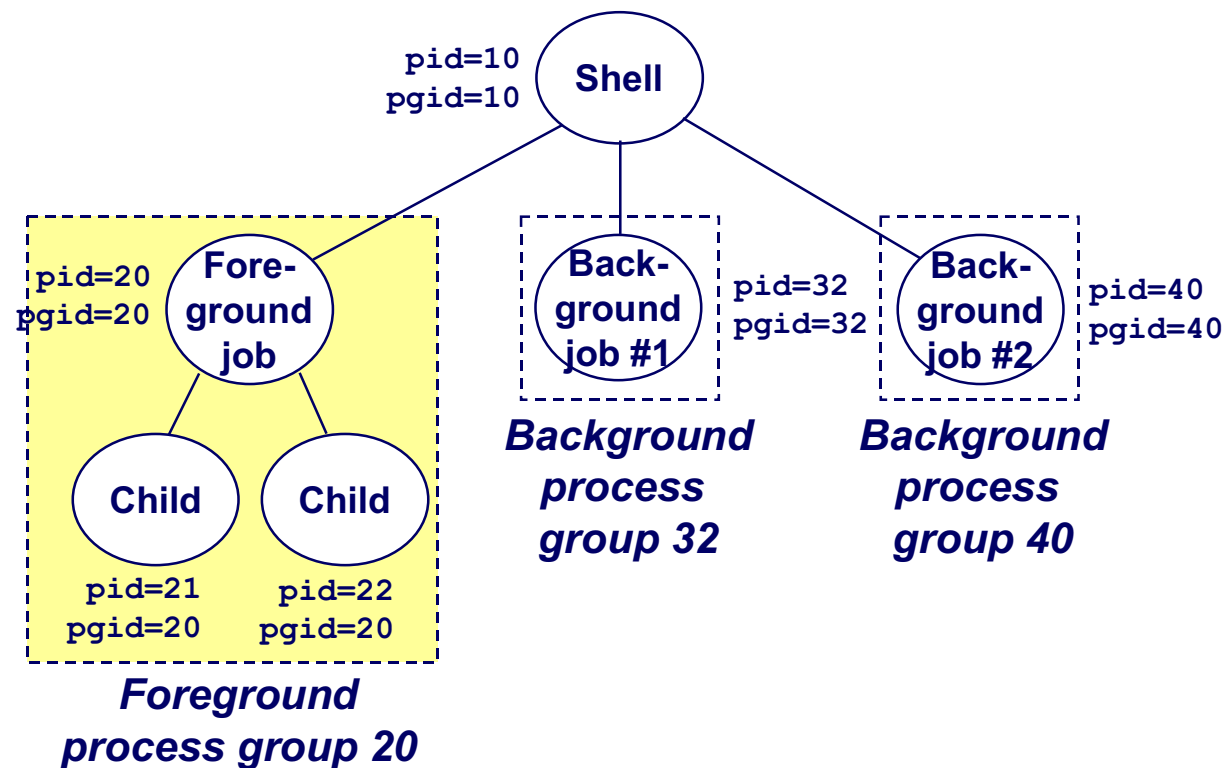 pid=10
pgid=10
Shell
pid=20
pgid=20
Fore-
ground
job
Back-
ground
job #1
pid=32
pgid=32
Back-
ground
job #2
pid=40
pgid=40
Child
Child
pid=21
pgid=20
pid=22
pgid=20
Background
process
group 32
Background
process
group 40
Foreground
process group 20